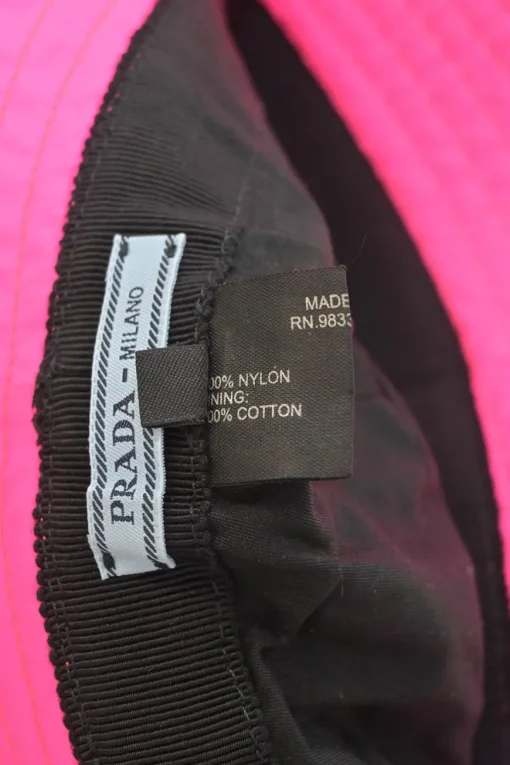 PRADA - MILANO
MADE
RN.9833
00% NYLON
NING:
00% COTTON